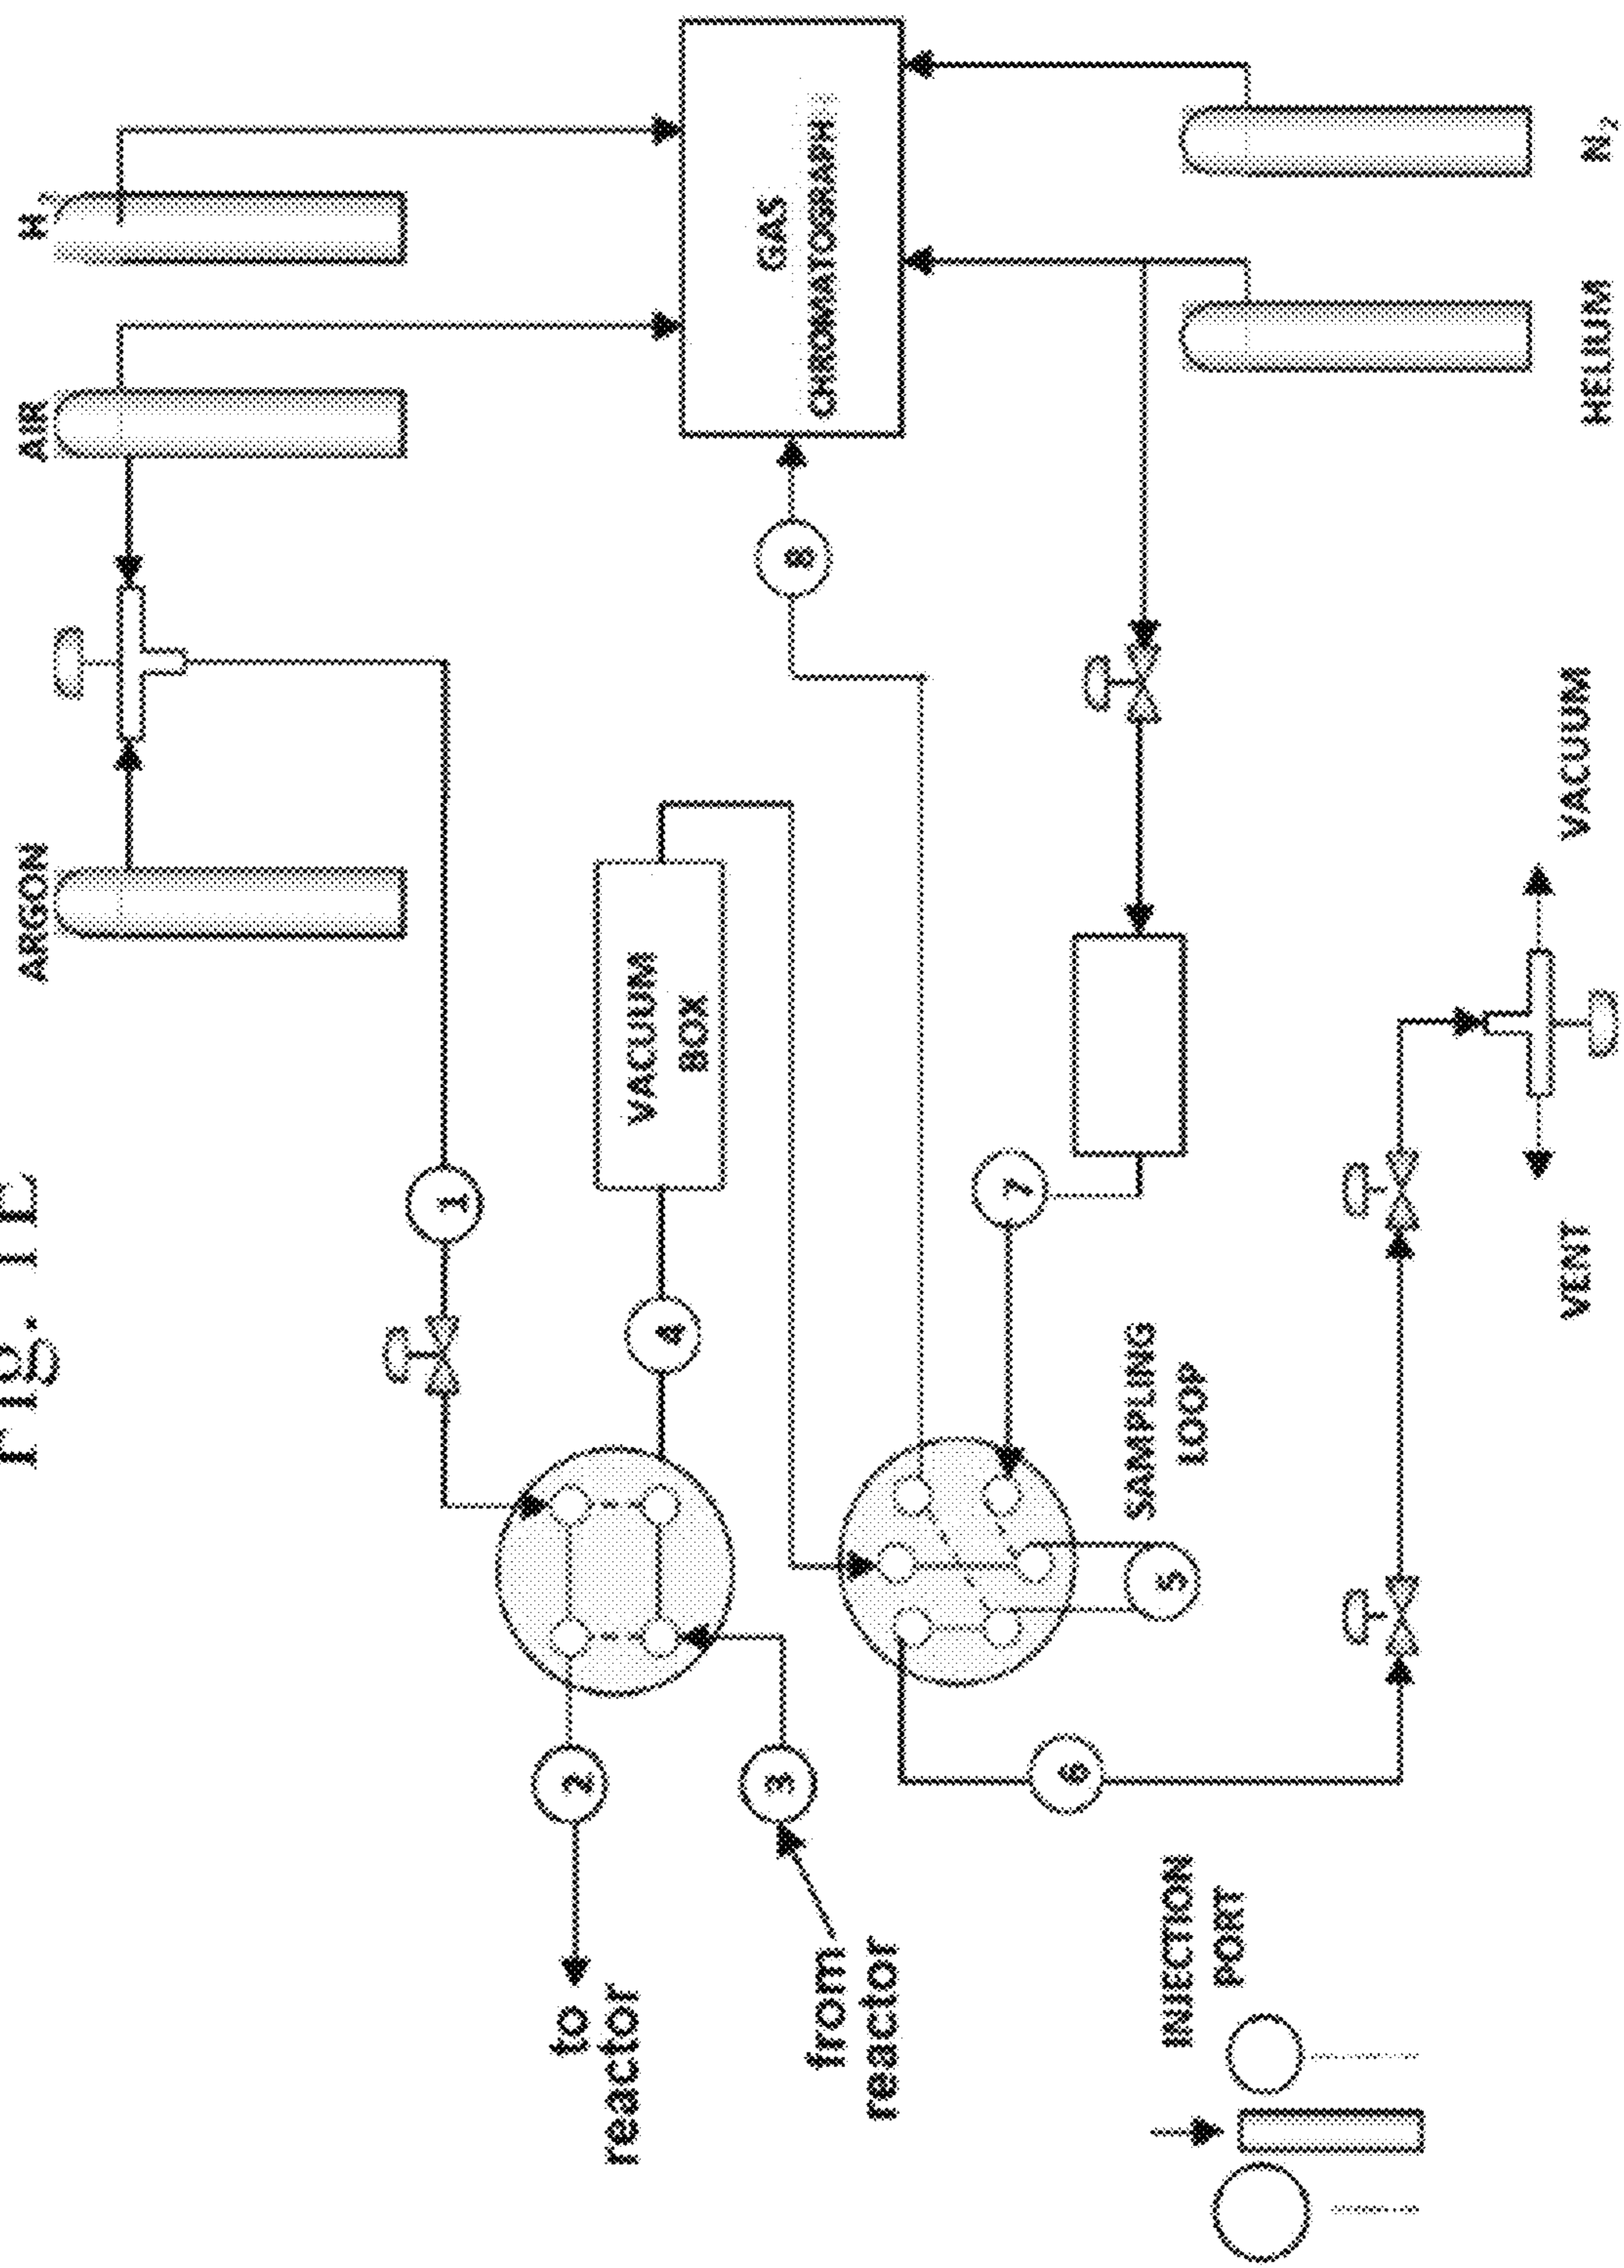 Fig. 1E
ARGON
AIR
H2
1
VACUUM
BOX
4
2
to
reactor
3
from
reactor
GAS
CHROMATOGRAPH
8
7
SAMPLING
LOOP
5
6
INJECTION
PORT
VENT
VACUUM
HELIUM
N2